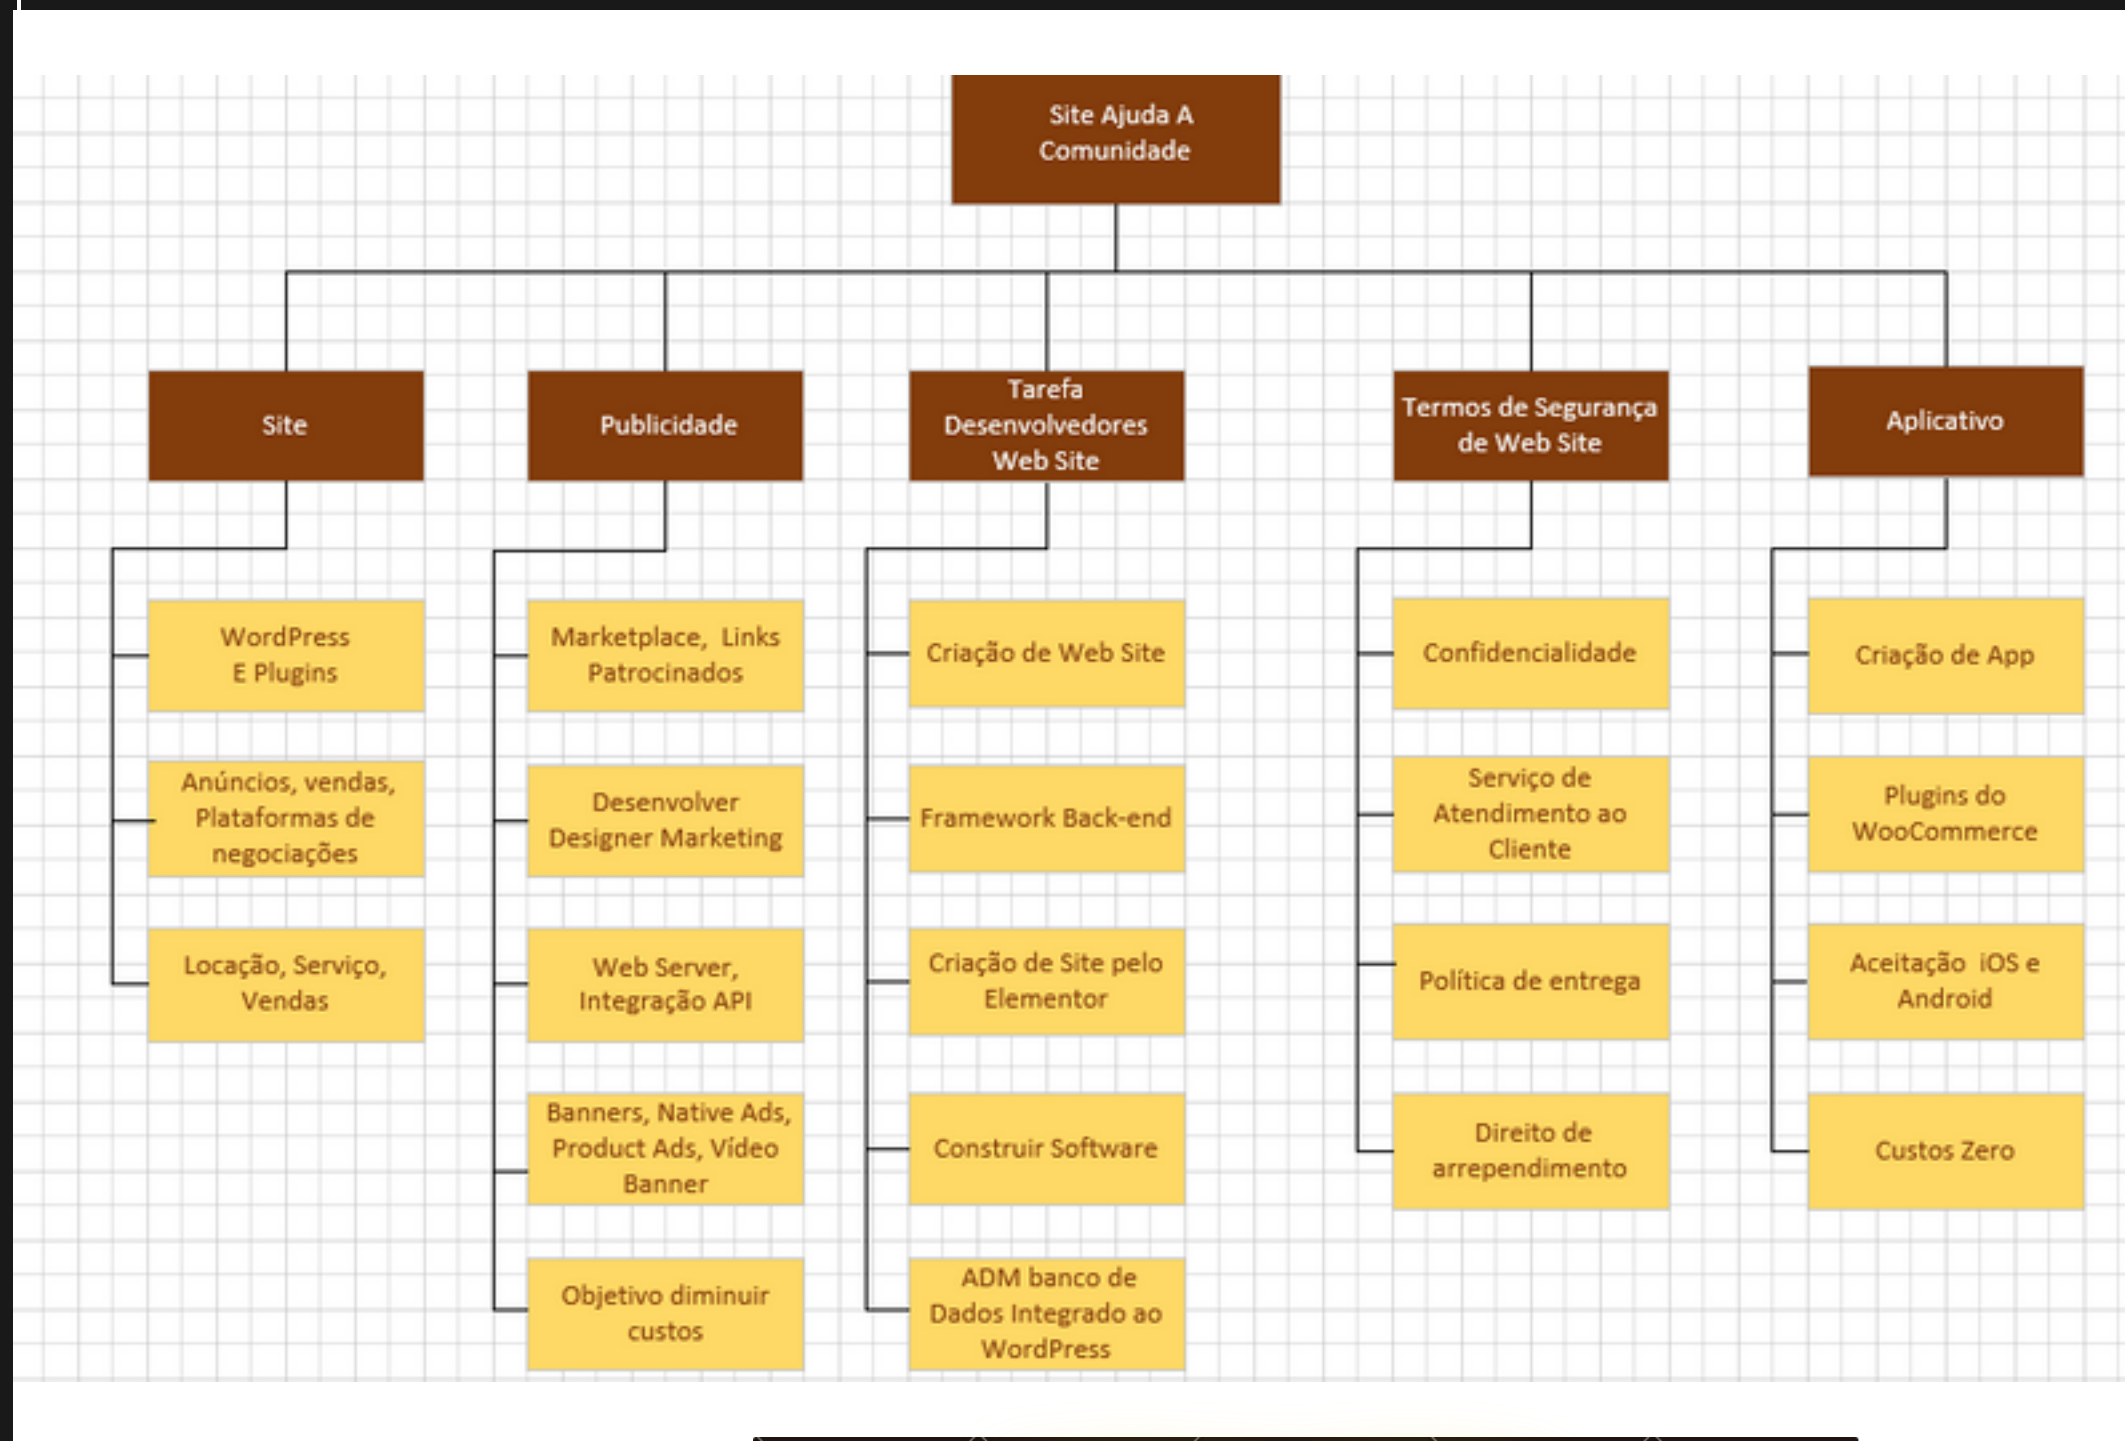 Site Ajuda A
Comunidade
Site
Publicidade
Tarefa
Desenvolvedores
Web Site
Termos de Segurança
de Web Site
Aplicativo
WordPress
E Plugins
Anúncios, vendas,
Plataformas de
negociações
Locação, Serviço,
Vendas
Marketplace, Links
Patrocinados
Desenvolver
Designer Marketing
Web Server,
Integração API
Banners, Native Ads,
Product Ads, Vídeo
Banner
Objetivo diminuir
custos
Criação de Web Site
Framework Back-end
Criação de Site pelo
Elementor
Construir Software
ADM banco de
Dados Integrado ao
WordPress
Confidencialidade
Serviço de
Atendimento ao
Cliente
Política de entrega
Direito de
arrependimento
Criação de App
Plugins do
WooCommerce
Aceitação iOS e
Android
Custos Zero